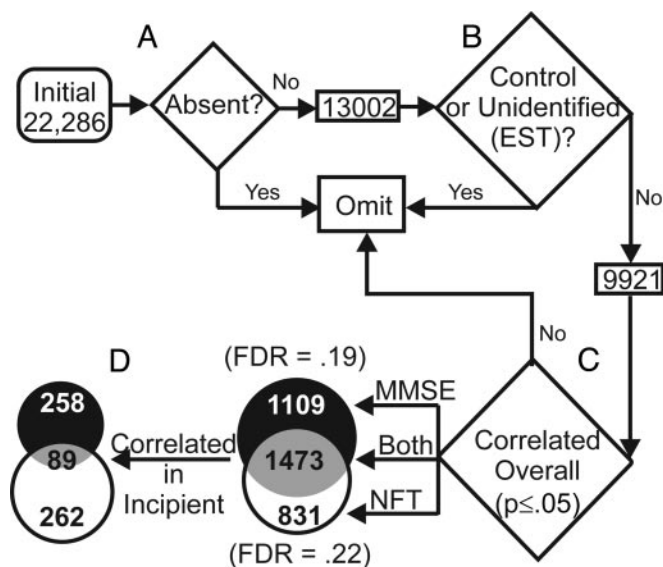 A
B
Initial
22,286
Absent?
No
13002
Control
or Unidentified
(EST)?
Yes
Omit
Yes
No
9921
No
C
D
(FDR = .19)
258
89
262
Correlated
in
Incipient
1109
1473
831
MMSE
Both
NFT
(FDR = .22)
Correlated
Overall
(p≤.05)